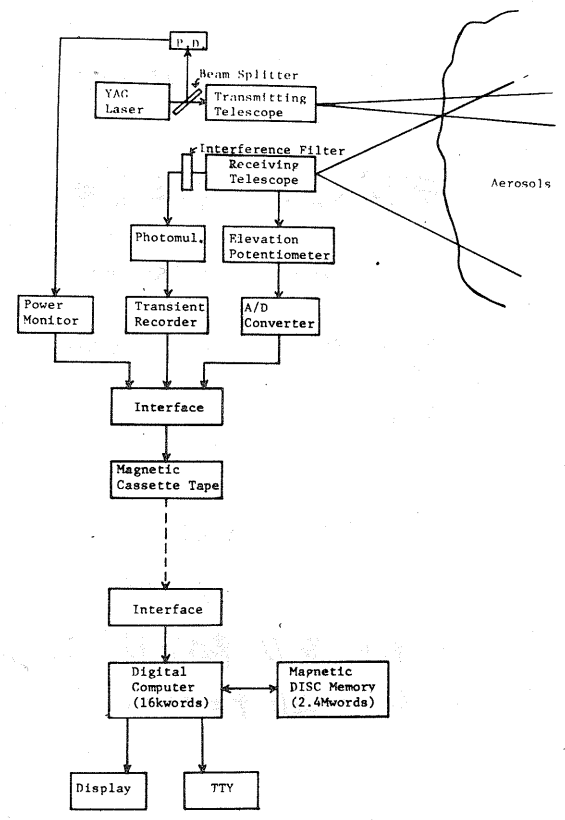 P.D.
Beam Splitter
YAG
Laser
Transmitting
Telescope
Interference Filter
Receiving
Telescope
Aerosols
Photomul.
Elevation
Potentiometer
Power
Monitor
Transient
Recorder
A/D
Converter
Interface
Magnetic
Cassette Tape
Interface
Digital
Computer
(16kwords)
Magnetic
DISC Memory
(2.4Mwords)
Display
TTY